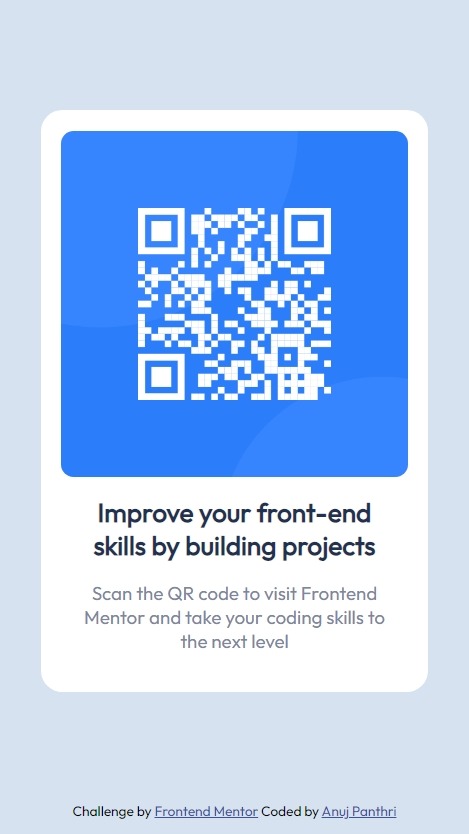 Improve your front-end
skills by building projects
Scan the QR code to visit Frontend
Mentor and take your coding skills to
the next level
Challenge by Frontend Mentor Coded by Anuj Panthri